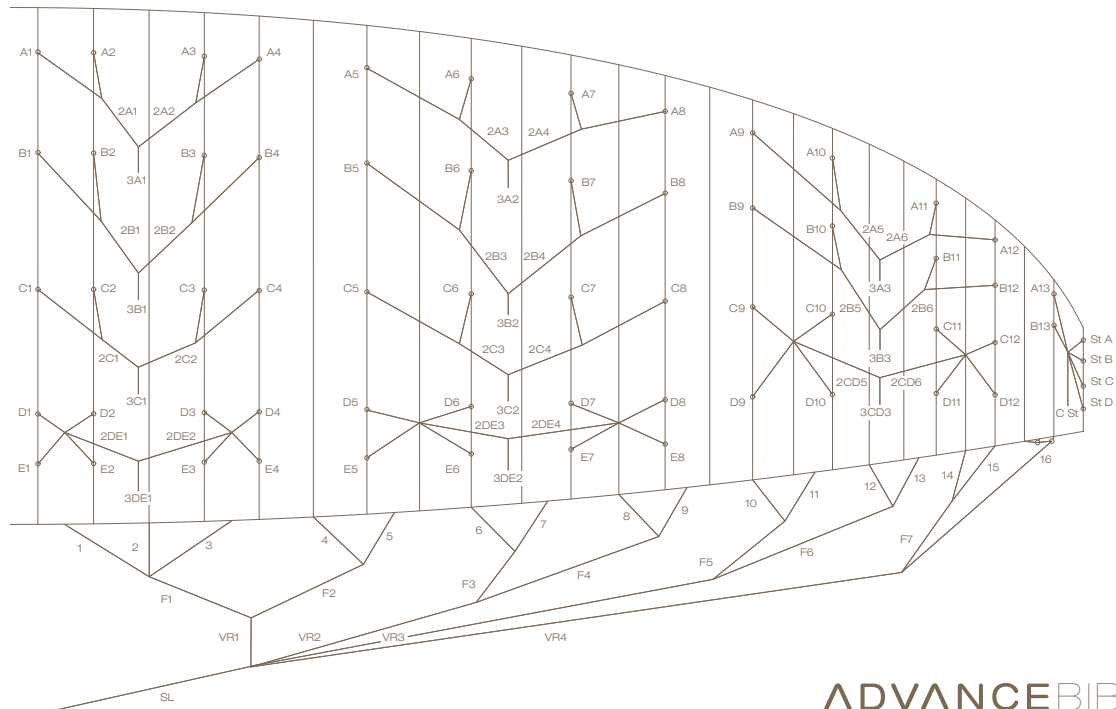 A1 A2 A3 A4
2A1 2A2
3A1
B1 B2 B3 B4
2B1 2B2
3B1
C1 C2 C3 C4
2C1 2C2
3C1
D1 D2 D3 D4
2DE1 2DE2
E1 E2 E3 E4
3DE1
A5 A6 A7 A8
2A3 2A4
3A2
B5 B6 B7 B8
2B3 2B4
3B2
C5 C6 C7 C8
2C3 2C4
3C2
D5 D6 D7 D8
2DE3 2DE4
E5 E6 E7 E8
3DE2
A9 A10 A11 A12
2A5 2A6
3A3
B9 B10 B11 B12
2B5 2B6
3B3
C9 C10 C11 C12
2CD5 2CD6
D9 D10 D11 D12
3CD3
A13
B13
St A
St B
St C
St D
C St
1 2 3 4 5 6 7 8 9 10 11 12 13 14 15 16
F1 F2 F3 F4 F5 F6 F7
VR1 VR2 VR3 VR4
SL
ADVANCE